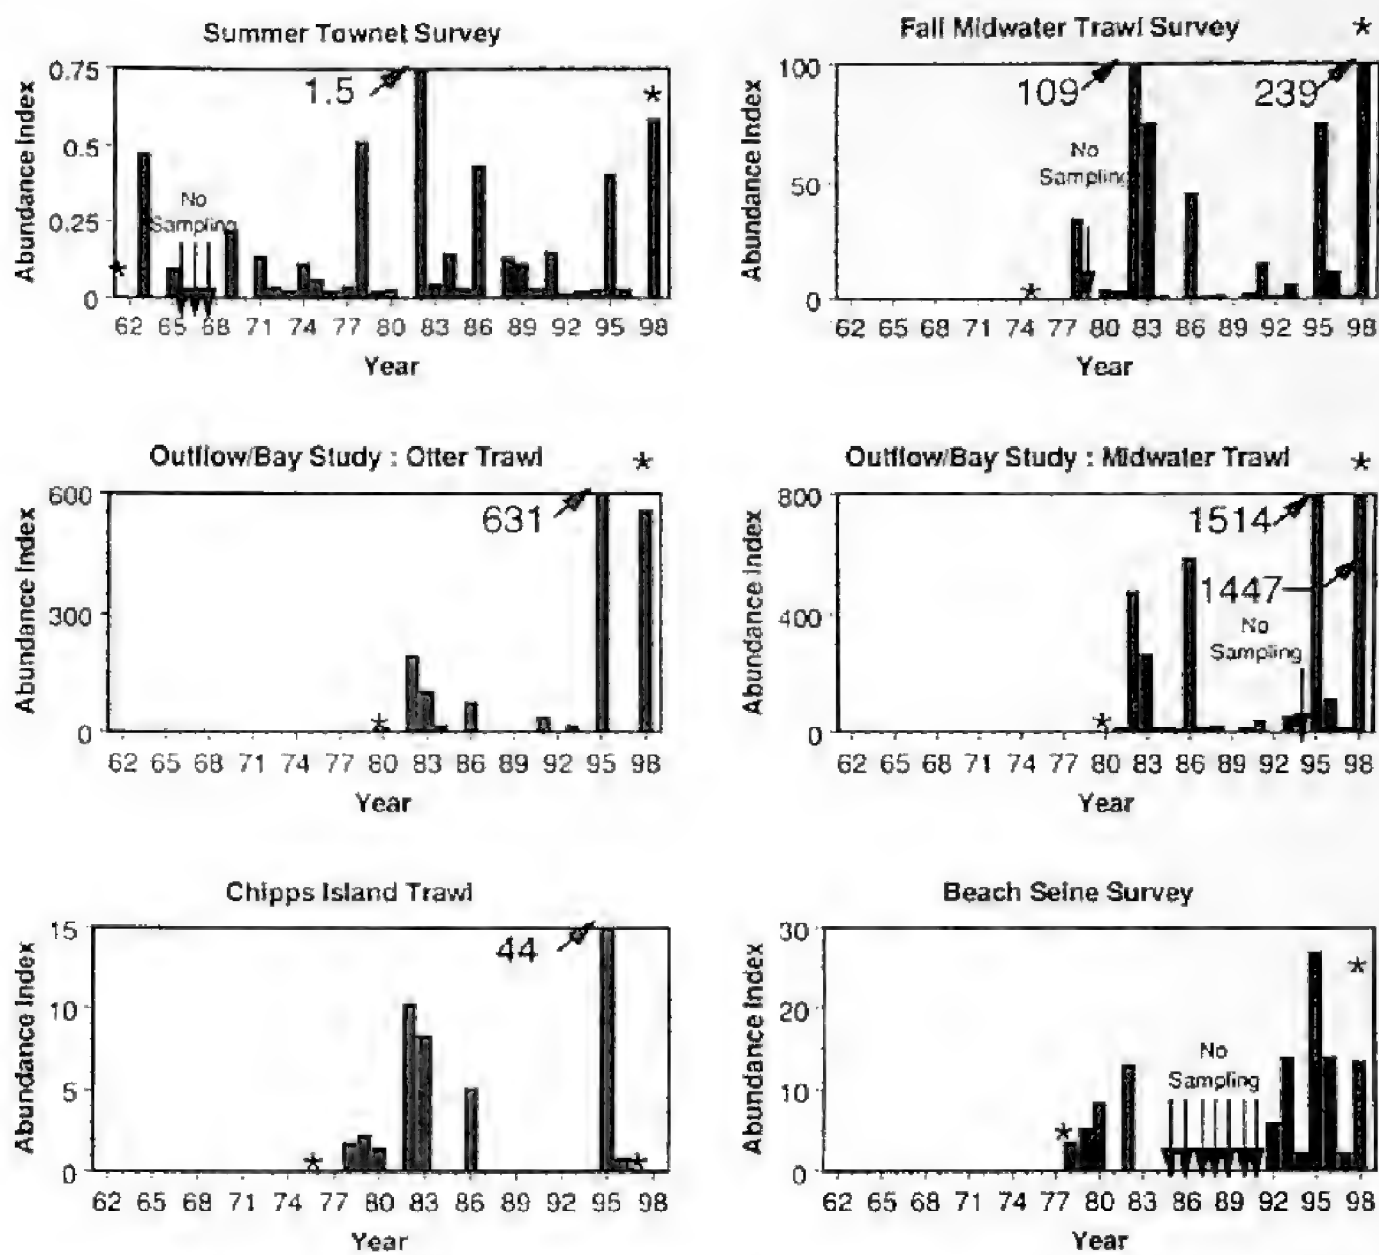 Summer Townet Survey
0.75
0.5
0.25
0
Abundance Index
1.5
No
Sampling
62 65 68 71 74 77 80 83 86 89 92 95 98
Year
Fall Midwater Trawl Survey
100
50
0
Abundance Index
109
239
No
Sampling
62 65 68 71 74 77 80 83 86 89 92 95 98
Year
Outflow/Bay Study : Otter Trawl
600
300
0
Abundance Index
631
62 65 68 71 74 77 80 83 86 89 92 95 98
Year
Outflow/Bay Study : Midwater Trawl
800
400
0
Abundance Index
1514
1447
No
Sampling
62 65 68 71 74 77 80 83 86 89 92 95 98
Year
Chipps Island Trawl
15
10
5
0
Abundance Index
44
62 65 68 71 74 77 80 83 86 89 92 95 98
Year
Beach Seine Survey
30
20
10
0
Abundance Index
No
Sampling
62 65 68 71 74 77 80 83 86 89 92 95 98
Year